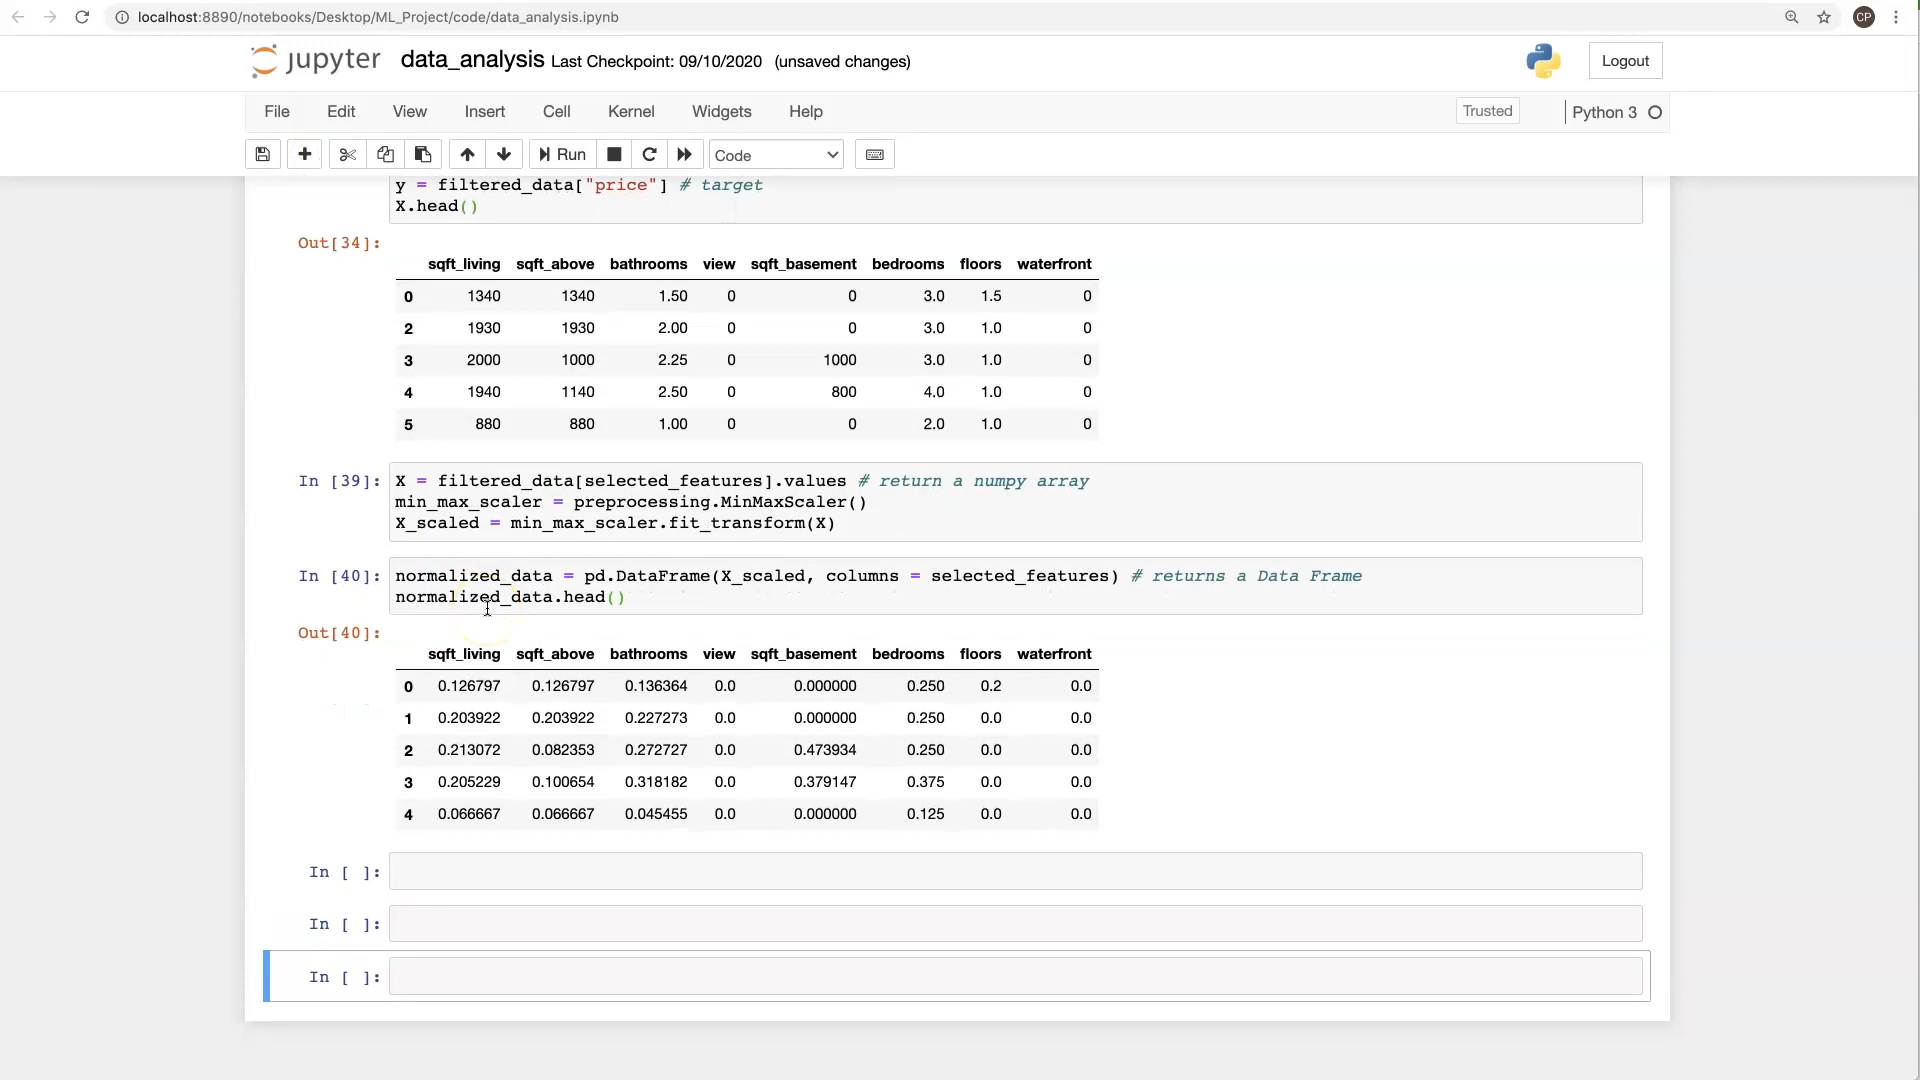 localhost:8890/notebooks/Desktop/ML_Project/code/data_analysis.ipynb
CP
jupyter data_analysis Last Checkpoint: 09/10/2020 (unsaved changes)
Logout
File Edit View Insert Cell Kernel Widgets Help
Trusted
Python 3
Run
Code
y = filtered_data["price"] # target
X.head()
Out[34]:
sqft_living sqft_above bathrooms view sqft_basement bedrooms floors waterfront
0 1340 1340 1.50 0 0 3.0 1.5 0
2 1930 1930 2.00 0 0 3.0 1.0 0
3 2000 1000 2.25 0 1000 3.0 1.0 0
4 1940 1140 2.50 0 800 4.0 1.0 0
5 880 880 1.00 0 0 2.0 1.0 0
In [39]: X = filtered_data[selected_features].values # return a numpy array
min_max_scaler = preprocessing.MinMaxScaler()
X_scaled = min_max_scaler.fit_transform(X)
In [40]: normalized_data = pd.DataFrame(X_scaled, columns = selected_features) # returns a Data Frame
normalized_data.head()
Out[40]:
sqft_living sqft_above bathrooms view sqft_basement bedrooms floors waterfront
0 0.126797 0.126797 0.136364 0.0 0.000000 0.250 0.2 0.0
1 0.203922 0.203922 0.227273 0.0 0.000000 0.250 0.0 0.0
2 0.213072 0.082353 0.272727 0.0 0.473934 0.250 0.0 0.0
3 0.205229 0.100654 0.318182 0.0 0.379147 0.375 0.0 0.0
4 0.066667 0.066667 0.045455 0.0 0.000000 0.125 0.0 0.0
In [ ]:
In [ ]:
In [ ]: